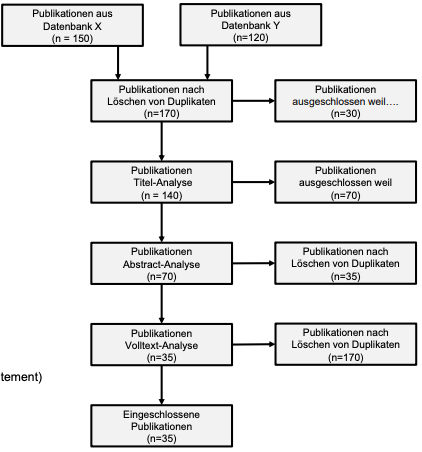 Publikationen aus
Datenbank X
(n = 150)
Publikationen aus
Datenbank Y
(n=120)
Publikationen nach
Löschen von Duplikaten
(n=170)
Publikationen
ausgeschlossen weil....
(n=30)
Publikationen
Titel-Analyse
(n = 140)
Publikationen
ausgeschlossen weil
(n=70)
Publikationen
Abstract-Analyse
(n=70)
Publikationen nach
Löschen von Duplikaten
(n=35)
Publikationen
Volltext-Analyse
(n=35)
Publikationen nach
Löschen von Duplikaten
(n=170)
tement)
Eingeschlossene
Publikationen
(n=35)